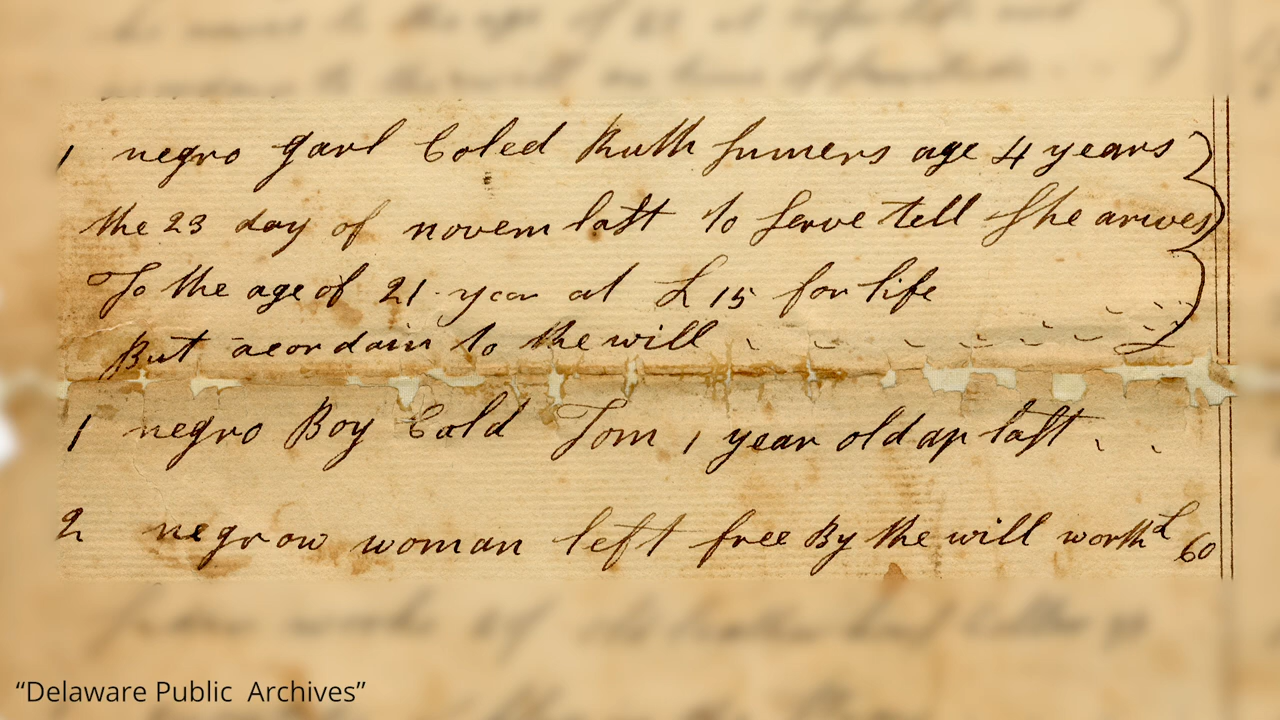 1 negro garl Coled Ruth sumers age 4 years
the 23 day of novem last to serve tell she arives
To the age of 21 year at £ 15 for life
But acordain to the will
1 negro Boy Cald Tom 1 year old ap last
2 negrow woman left free By the will worth £ 60
“Delaware Public Archives”